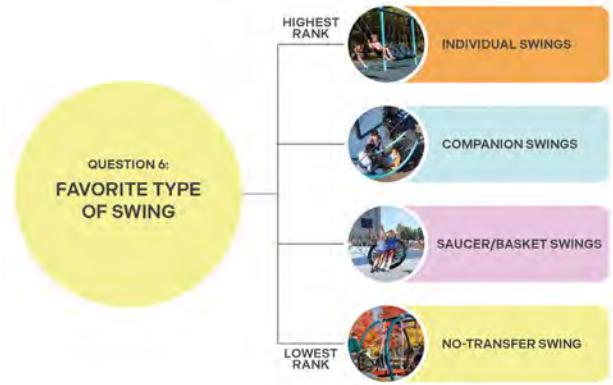 QUESTION 6:
FAVORITE TYPE
OF SWING
HIGHEST
RANK
INDIVIDUAL SWINGS
COMPANION SWINGS
SAUCER/BASKET SWINGS
LOWEST
RANK
NO-TRANSFER SWING